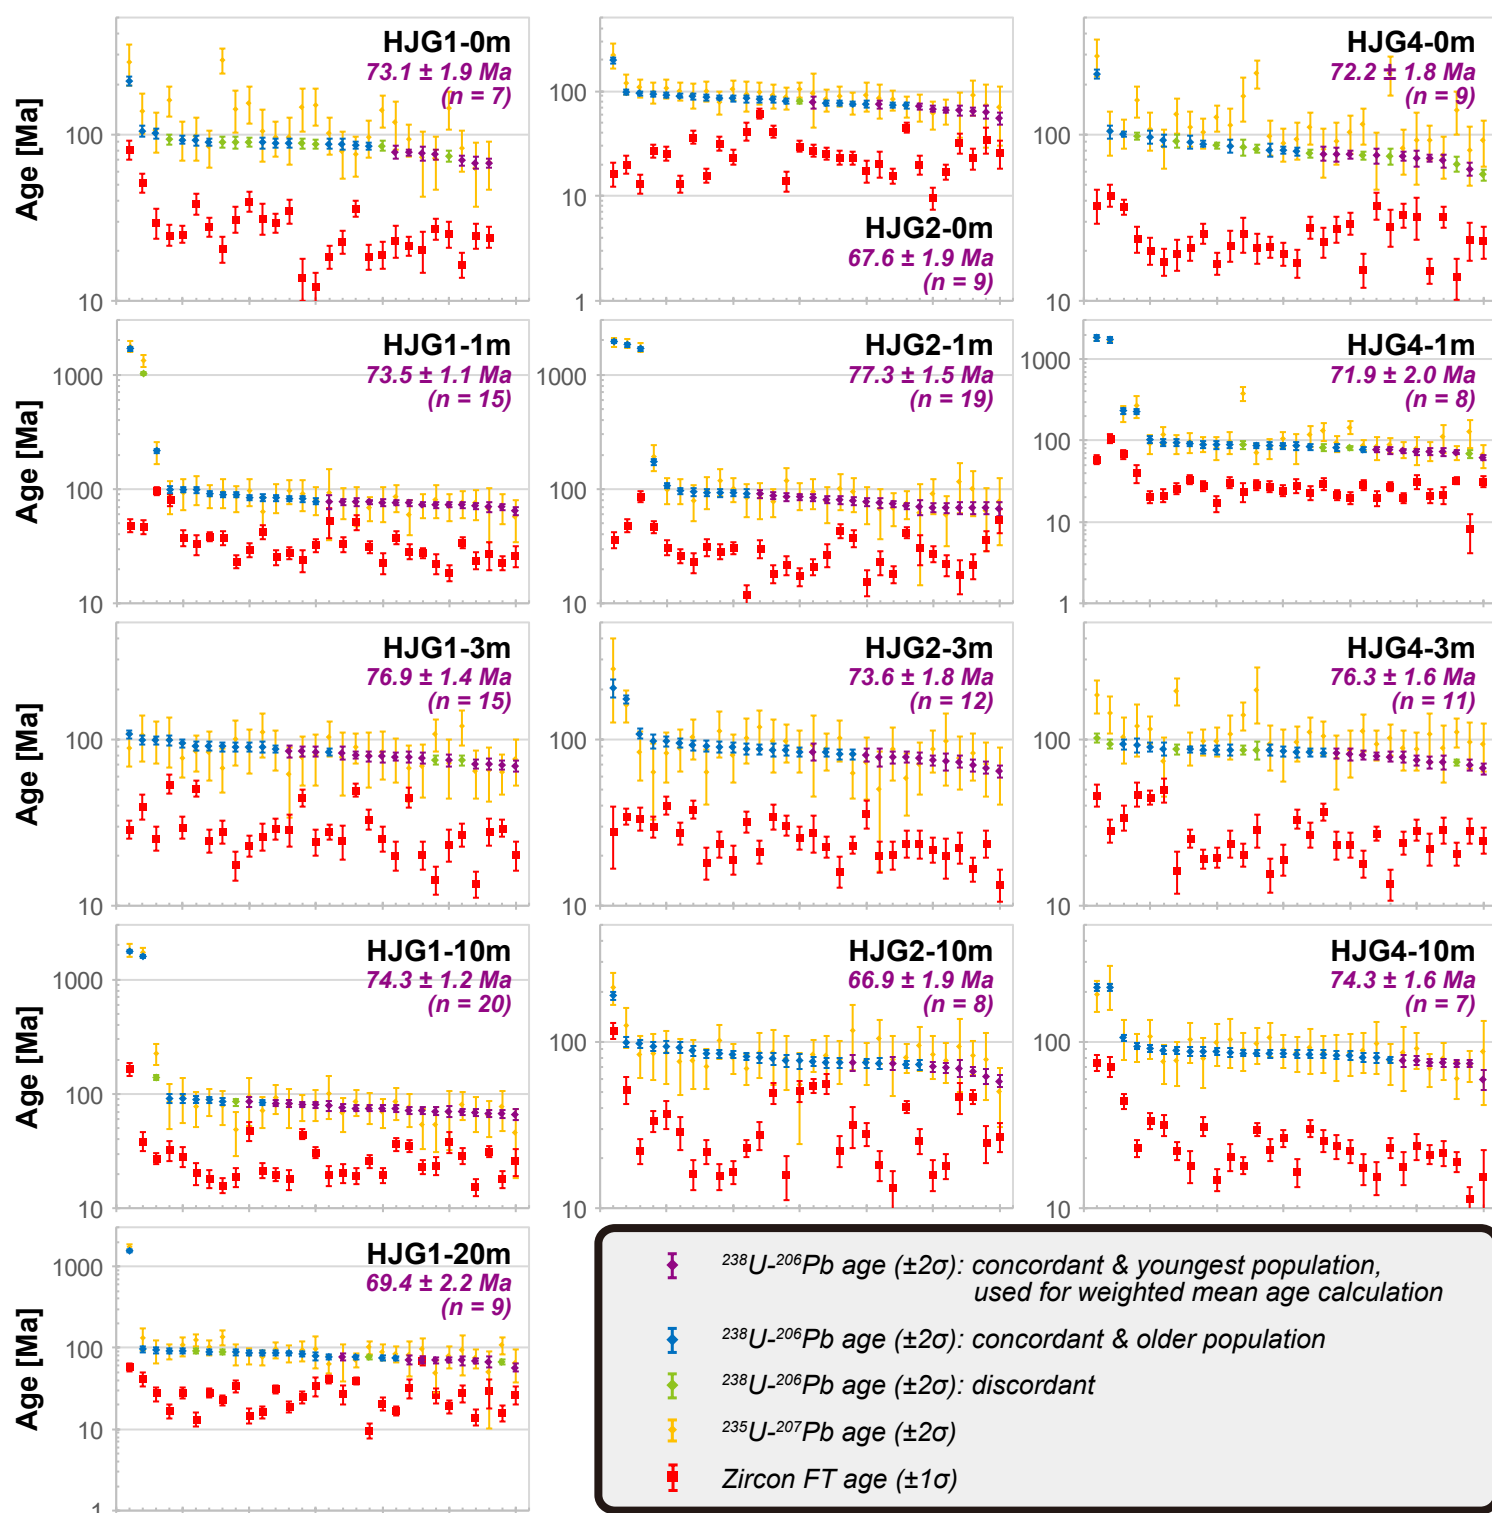 HJG1-0m
73.1 ± 1.9 Ma
(n = 7)
Age [Ma]
100
10
HJG2-0m
67.6 ± 1.9 Ma
(n = 9)
100
10
1
HJG4-0m
72.2 ± 1.8 Ma
(n = 9)
100
10
HJG1-1m
73.5 ± 1.1 Ma
(n = 15)
Age [Ma]
1000
100
10
HJG2-1m
77.3 ± 1.5 Ma
(n = 19)
1000
100
10
HJG4-1m
71.9 ± 2.0 Ma
(n = 8)
1000
100
10
1
HJG1-3m
76.9 ± 1.4 Ma
(n = 15)
Age [Ma]
100
10
HJG2-3m
73.6 ± 1.8 Ma
(n = 12)
100
10
HJG4-3m
76.3 ± 1.6 Ma
(n = 11)
100
10
HJG1-10m
74.3 ± 1.2 Ma
(n = 20)
Age [Ma]
1000
100
10
HJG2-10m
66.9 ± 1.9 Ma
(n = 8)
100
10
HJG4-10m
74.3 ± 1.6 Ma
(n = 7)
100
10
HJG1-20m
69.4 ± 2.2 Ma
(n = 9)
Age [Ma]
1000
100
10
1
²³⁸U-²⁰⁶Pb age (±2σ): concordant & youngest population,
used for weighted mean age calculation
²³⁸U-²⁰⁶Pb age (±2σ): concordant & older population
²³⁸U-²⁰⁶Pb age (±2σ): discordant
²³⁵U-²⁰⁷Pb age (±2σ)
Zircon FT age (±1σ)